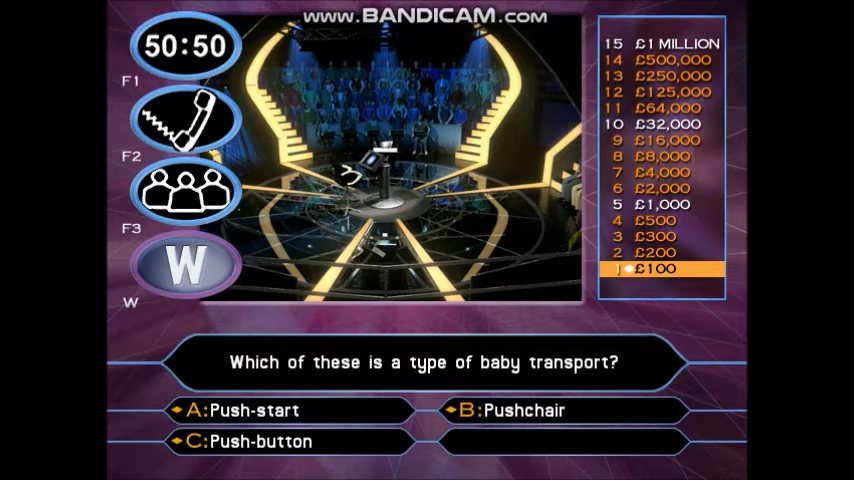 WWW.BANDICAM.COM
50:50
F1
F2
F3
W
W
15 £1 MILLION
14 £500,000
13 £250,000
12 £125,000
11 £64,000
10 £32,000
9 £16,000
8 £8,000
7 £4,000
6 £2,000
5 £1,000
4 £500
3 £300
2 £200
1 £100
Which of these is a type of baby transport?
A:Push-start
B:Pushchair
C:Push-button